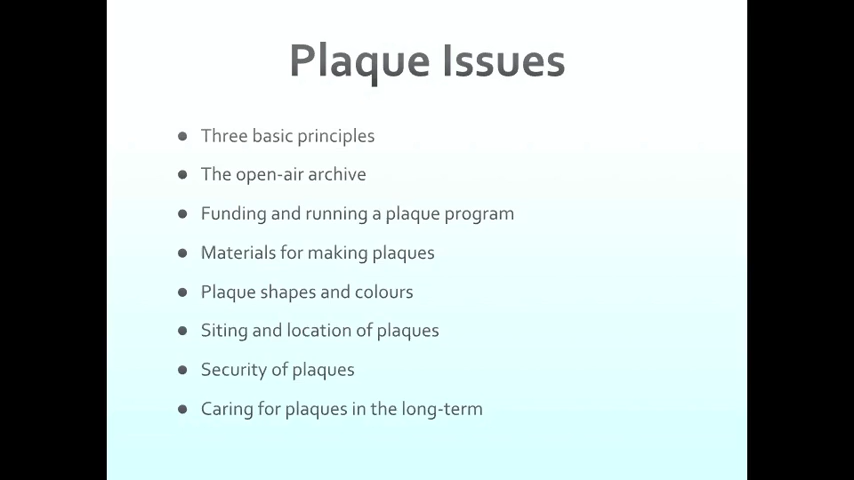 Plaque Issues
• Three basic principles
• The open-air archive
• Funding and running a plaque program
• Materials for making plaques
• Plaque shapes and colours
• Siting and location of plaques
• Security of plaques
• Caring for plaques in the long-term